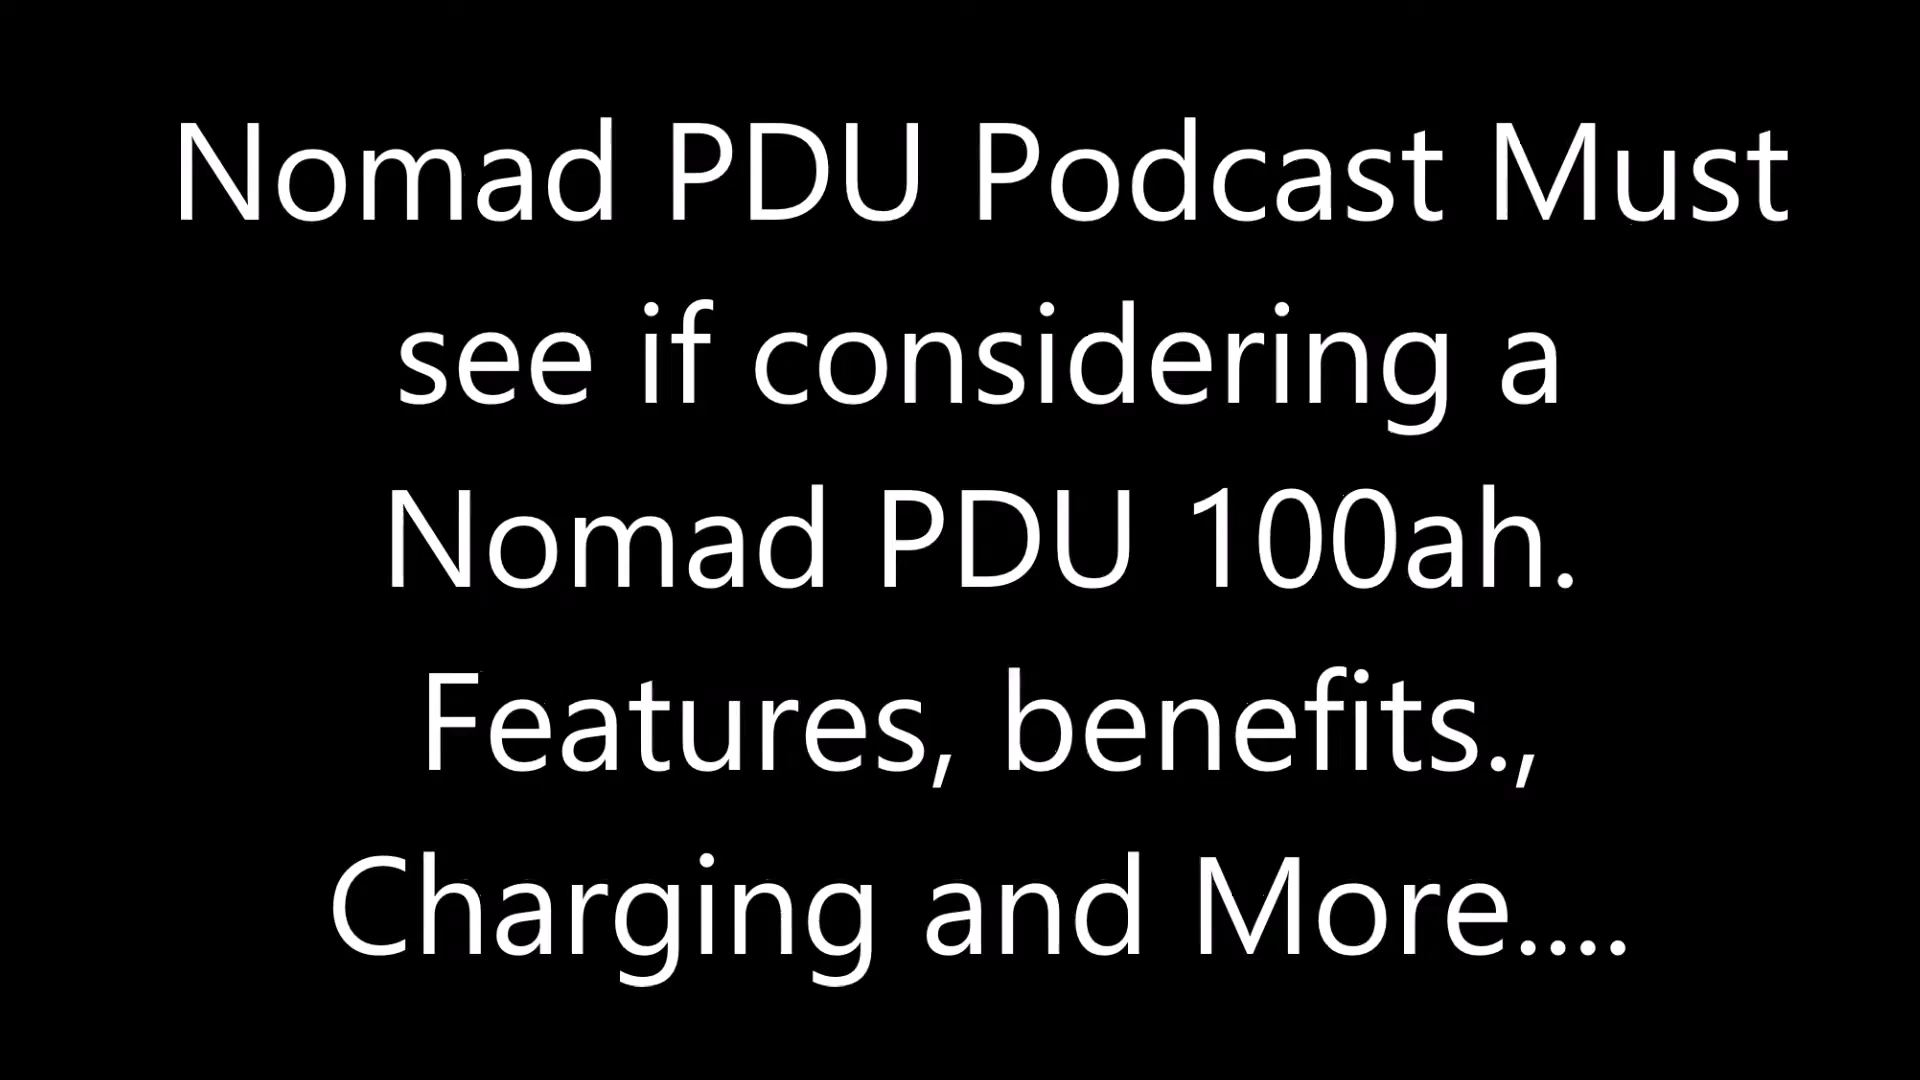 Nomad PDU Podcast Must
see if considering a
Nomad PDU 100ah.
Features, benefits.,
Charging and More....